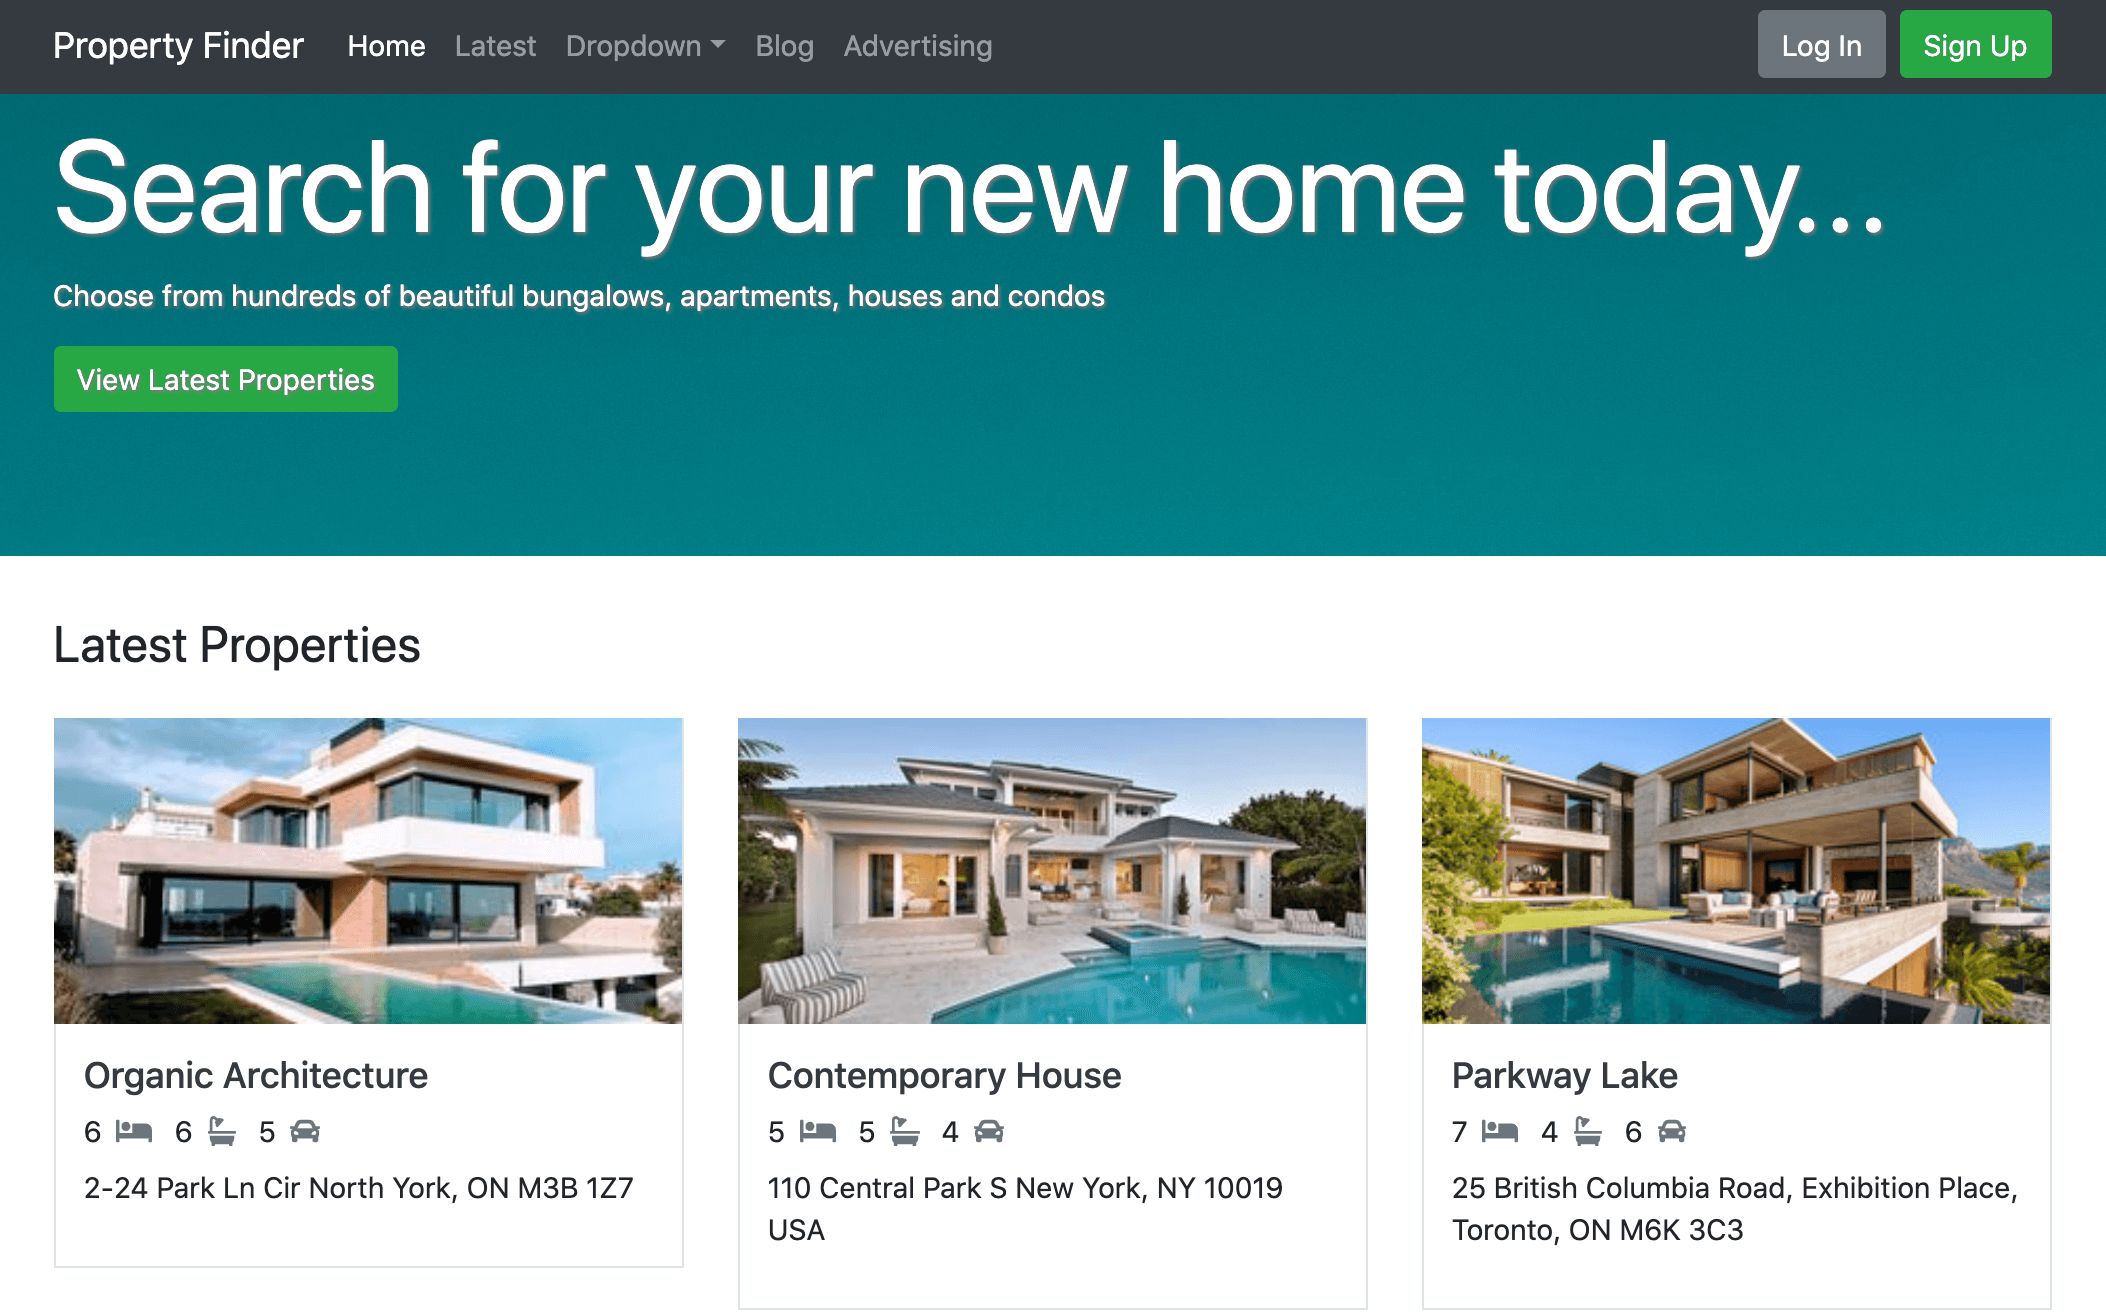 Property Finder Home Latest Dropdown Blog Advertising Log In Sign Up
Search for your new home today...
Choose from hundreds of beautiful bungalows, apartments, houses and condos
View Latest Properties
Latest Properties
Organic Architecture
6 6 5
2-24 Park Ln Cir North York, ON M3B 1Z7
Contemporary House
5 5 4
110 Central Park S New York, NY 10019
USA
Parkway Lake
7 4 6
25 British Columbia Road, Exhibition Place,
Toronto, ON M6K 3C3